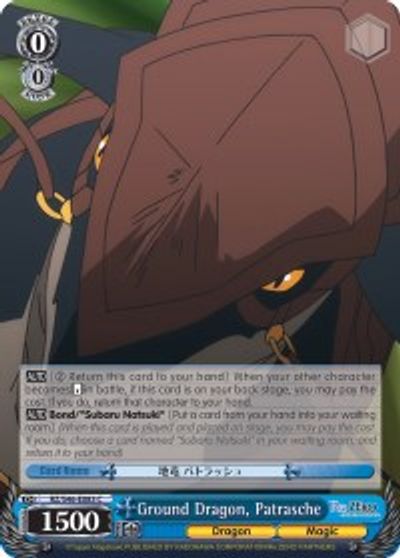 0
0
AUTO [(2) Return this card to your hand] When your other character
becomes in battle, if this card is on your back stage, you may pay the
cost. If you do, return that character to your hand.
AUTO Bond/"Subaru Natsuki" [Put a card from your hand into your waiting
room] (When this card is played and placed on stage, you may pay the cost.
If you do, choose a card named "Subaru Natsuki" in your waiting room, and
return it to your hand)
Card Name
地竜 パトラッシュ
Ground Dragon, Patrasche
1500
Dragon
Magic